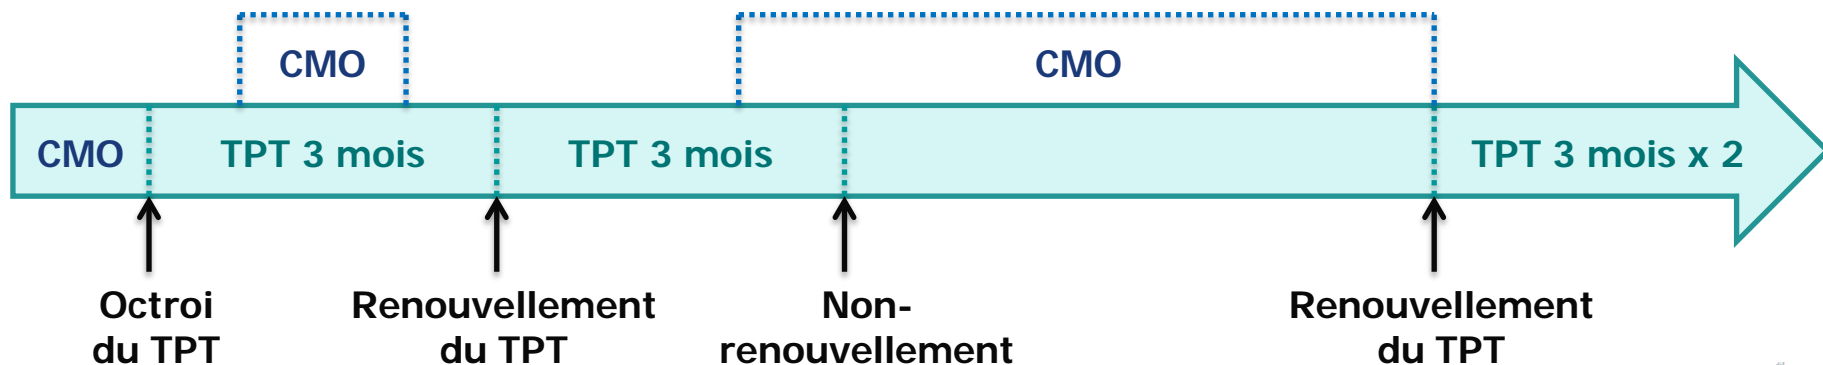 CMO
CMO
CMO
TPT 3 mois
TPT 3 mois
TPT 3 mois x 2
Octroi
du TPT
Renouvellement
du TPT
Non-
renouvellement
Renouvellement
du TPT